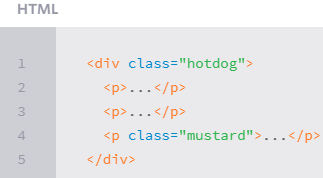 HTML
1 <div class="hotdog">
2 <p>...</p>
3 <p>...</p>
4 <p class="mustard">...</p>
5 </div>